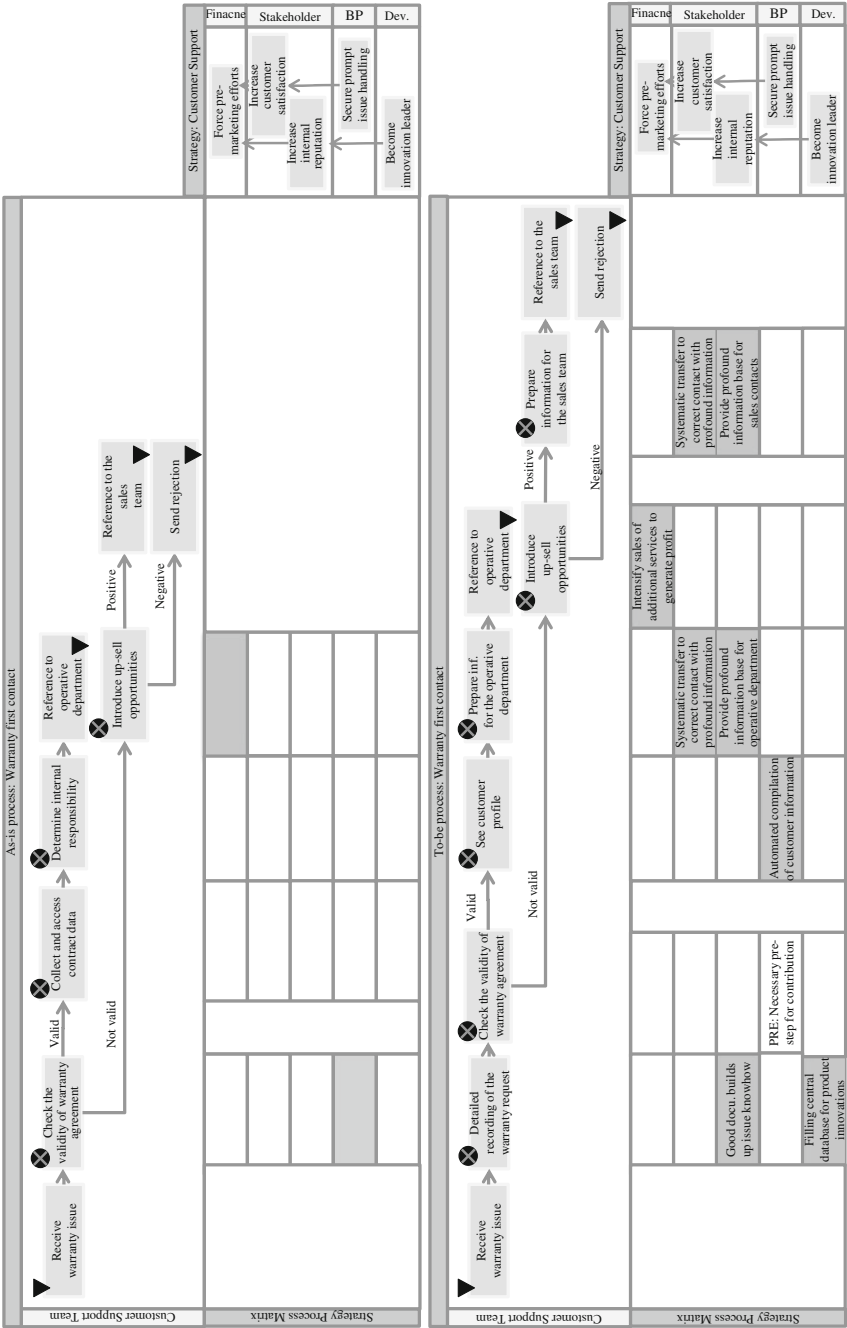 As-is process: Warranty first contact
Customer Support Team
Receive
warranty issue
Check the
validity of warranty
agreement
Valid
Not valid
Collect and access
contract data
Determine internal
responsibility
Reference to
operative
department
Introduce up-sell
opportunities
Positive
Negative
Reference to the
sales
team
Send rejection
Strategy Process Matrix
Strategy: Customer Support
Finacne
Stakeholder
BP
Dev.
Force pre-
marketing efforts
Increase
customer
satisfaction
Increase
internal
reputation
Secure prompt
issue handling
Become
innovation leader
To-be process: Warranty first contact
Customer Support Team
Receive
warranty issue
Detailed
recording of the
warranty request
Check the validity of
warranty agreement
Valid
Not valid
See customer
profile
Prepare inf.
for the operative
department
Reference to
operative
department
Introduce
up-sell
opportunities
Positive
Negative
Prepare
information for
the sales team
Reference to the
sales team
Send rejection
Strategy Process Matrix
Good docu. builds
up issue knowhow
Filling central
database for product
innovations
PRE: Necessary pre-
step for contribution
Automated compilation
of customer information
Systematic transfer to
correct contact with
profound information
Provide profound
information base for
operative department
Intensify sales of
additional services to
generate profit
Systematic transfer to
correct contact with
profound information
Provide profound
information base for
sales contacts
Strategy: Customer Support
Finacne
Stakeholder
BP
Dev.
Force pre-
marketing efforts
Increase
customer
satisfaction
Increase
internal
reputation
Secure prompt
issue handling
Become
innovation leader